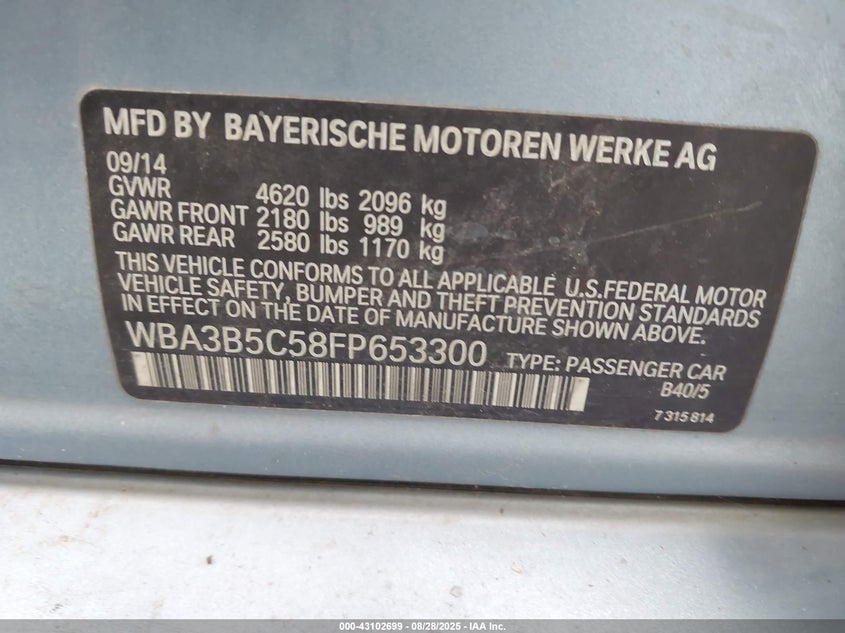 MFD BY BAYERISCHE MOTOREN WERKE AG
09/14
GVWR 4620 lbs 2096 kg
GAWR FRONT 2180 lbs 989 kg
GAWR REAR 2580 lbs 1170 kg
THIS VEHICLE CONFORMS TO ALL APPLICABLE U.S.FEDERAL MOTOR
VEHICLE SAFETY, BUMPER AND THEFT PREVENTION STANDARDS
IN EFFECT ON THE DATE OF MANUFACTURE SHOWN ABOVE.
WBA3B5C58FP653300 TYPE: PASSENGER CAR
B40/5
7 315 814
000-43102699 - 08/28/2025 - IAA Inc.